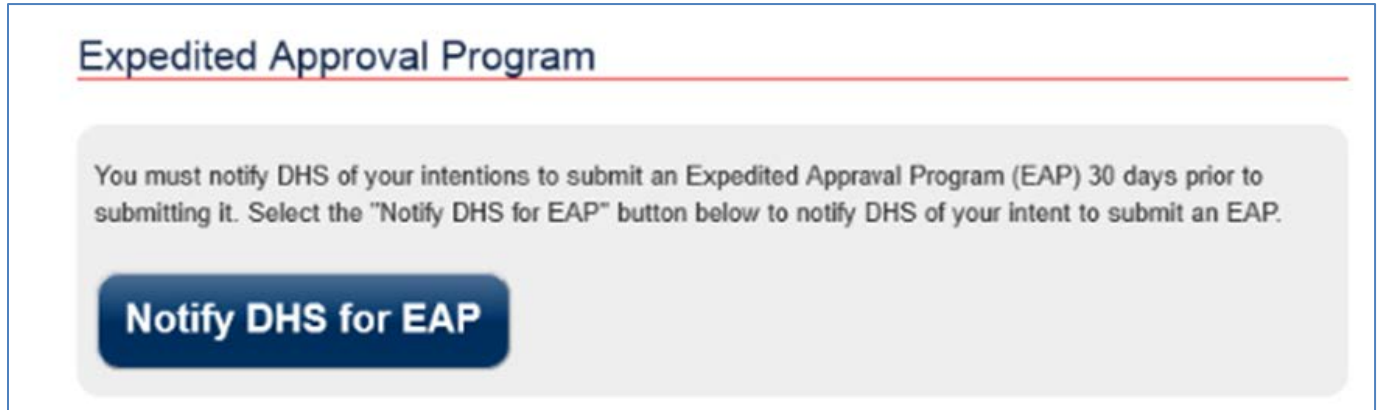 Expedited Approval Program
You must notify DHS of your intentions to submit an Expedited Appraval Program (EAP) 30 days prior to
submitting it. Select the "Notify DHS for EAP" button below to notify DHS of your intent to submit an EAP.
Notify DHS for EAP